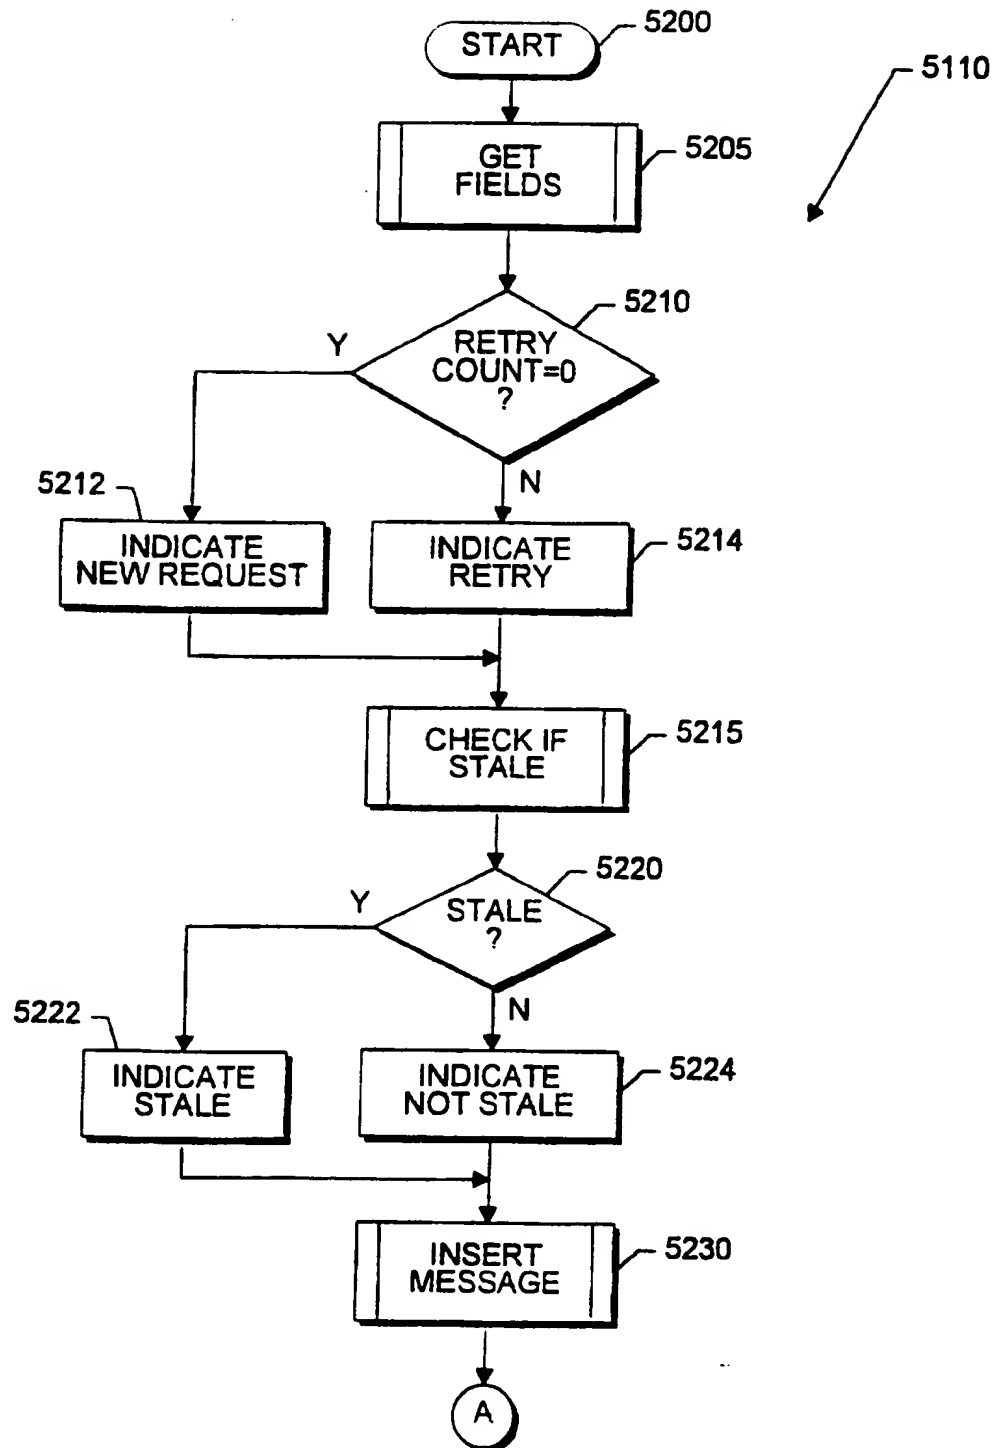 START
5200
5110
GET
FIELDS
5205
5210
Y
RETRY
COUNT=0
?
N
5212
INDICATE
NEW REQUEST
INDICATE
RETRY
5214
CHECK IF
STALE
5215
5220
Y
STALE
?
N
5222
INDICATE
STALE
INDICATE
NOT STALE
5224
INSERT
MESSAGE
5230
A